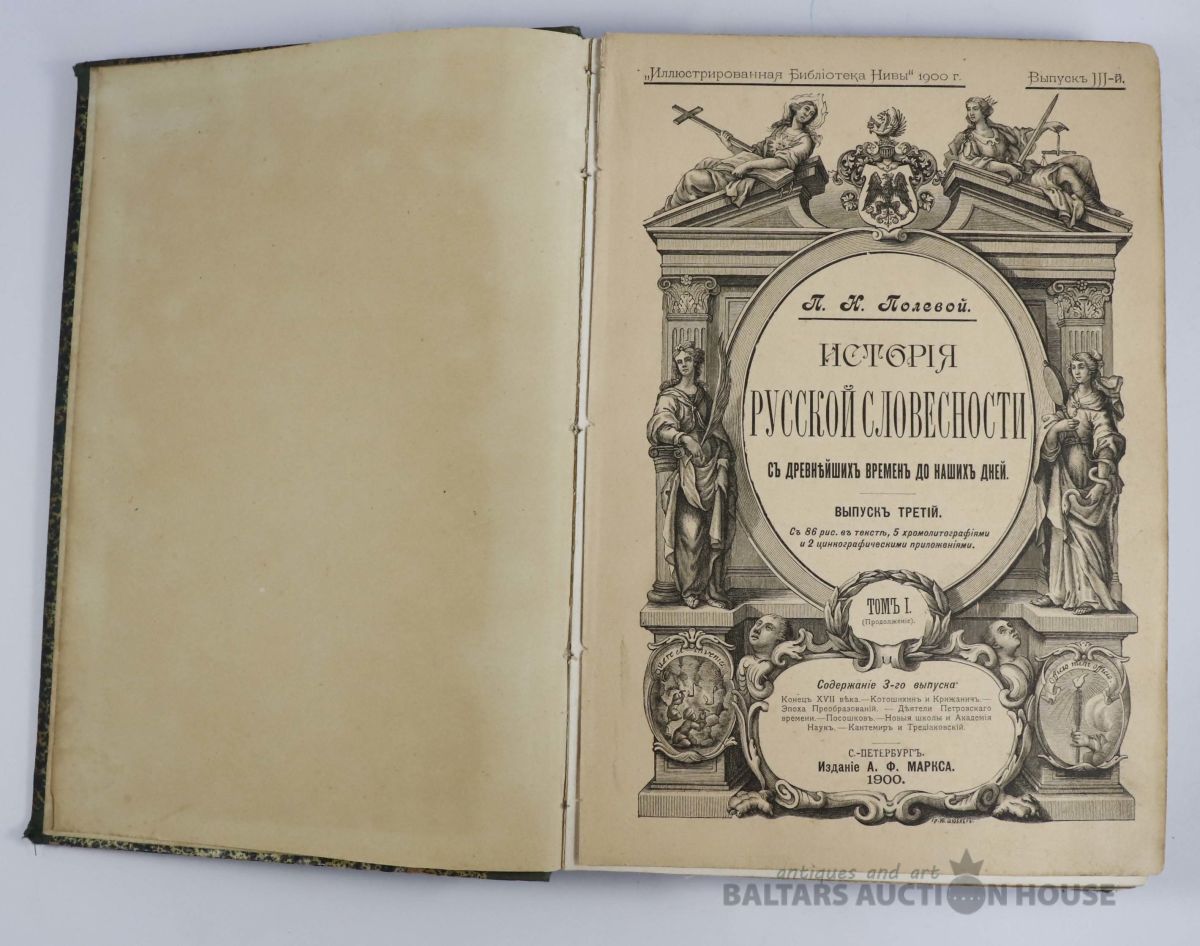 „Иллюстрированная Библіотека Нивы“ 1900 г.
Выпускъ III-й.
П. Н. Полевой.
ИСТОРІЯ
РУССКОЙ СЛОВЕСНОСТИ
СЪ ДРЕВНѢЙШИХЪ ВРЕМЕНЪ ДО НАШИХЪ ДНЕЙ.
ВЫПУСКЪ ТРЕТІЙ.
Съ 86 рис. въ текстѣ, 5 хромолитографіями
и 2 цинкографическими приложеніями.
ТОМЪ I.
(Продолженіе).
Содержаніе 3-го выпуска:
Конецъ XVII вѣка.—Котошихинъ и Крижаничъ.—
Эпоха Преобразованій. — Дѣятели Петровскаго
времени.—Посошковъ.—Новыя школы и Академія
Наукъ.—Кантемиръ и Тредіаковскій.
С.-ПЕТЕРБУРГЪ.
Изданіе А. Ф. МАРКСА.
1900.
antiques and art
BALTARS AUCTION HOUSE